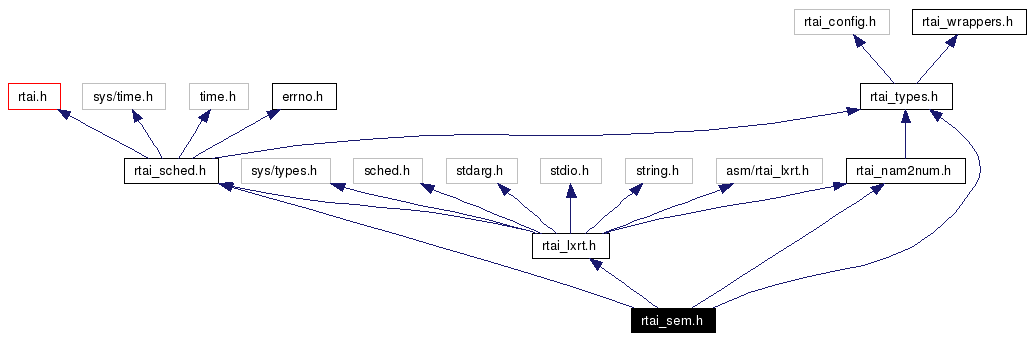 rtai_config.h rtai_wrappers.h
rtai.h sys/time.h time.h errno.h rtai_types.h
rtai_sched.h sys/types.h sched.h stdarg.h stdio.h string.h asm/rtai_lxrt.h rtai_nam2num.h
rtai_lxrt.h
rtai_sem.h